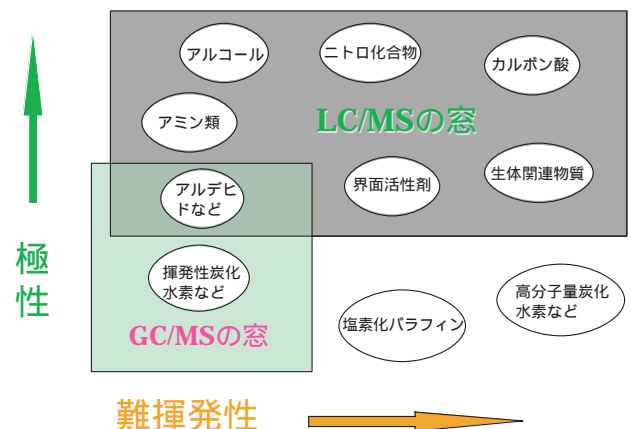 アルコール
ニトロ化合物
カルボン酸
アミン類
LC/MSの窓
アルデヒ
ドなど
界面活性剤
生体関連物質
極
性
揮発性炭化
水素など
GC/MSの窓
塩素化パラフィン
高分子量炭化
水素など
難揮発性